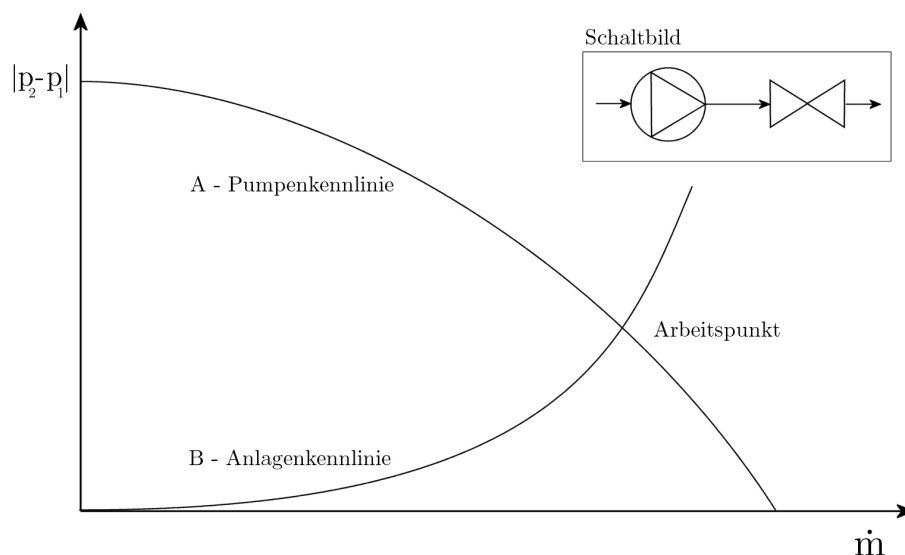 Schaltbild
|p₂-p₁|
A - Pumpenkennlinie
Arbeitspunkt
B - Anlagenkennlinie
ṁ